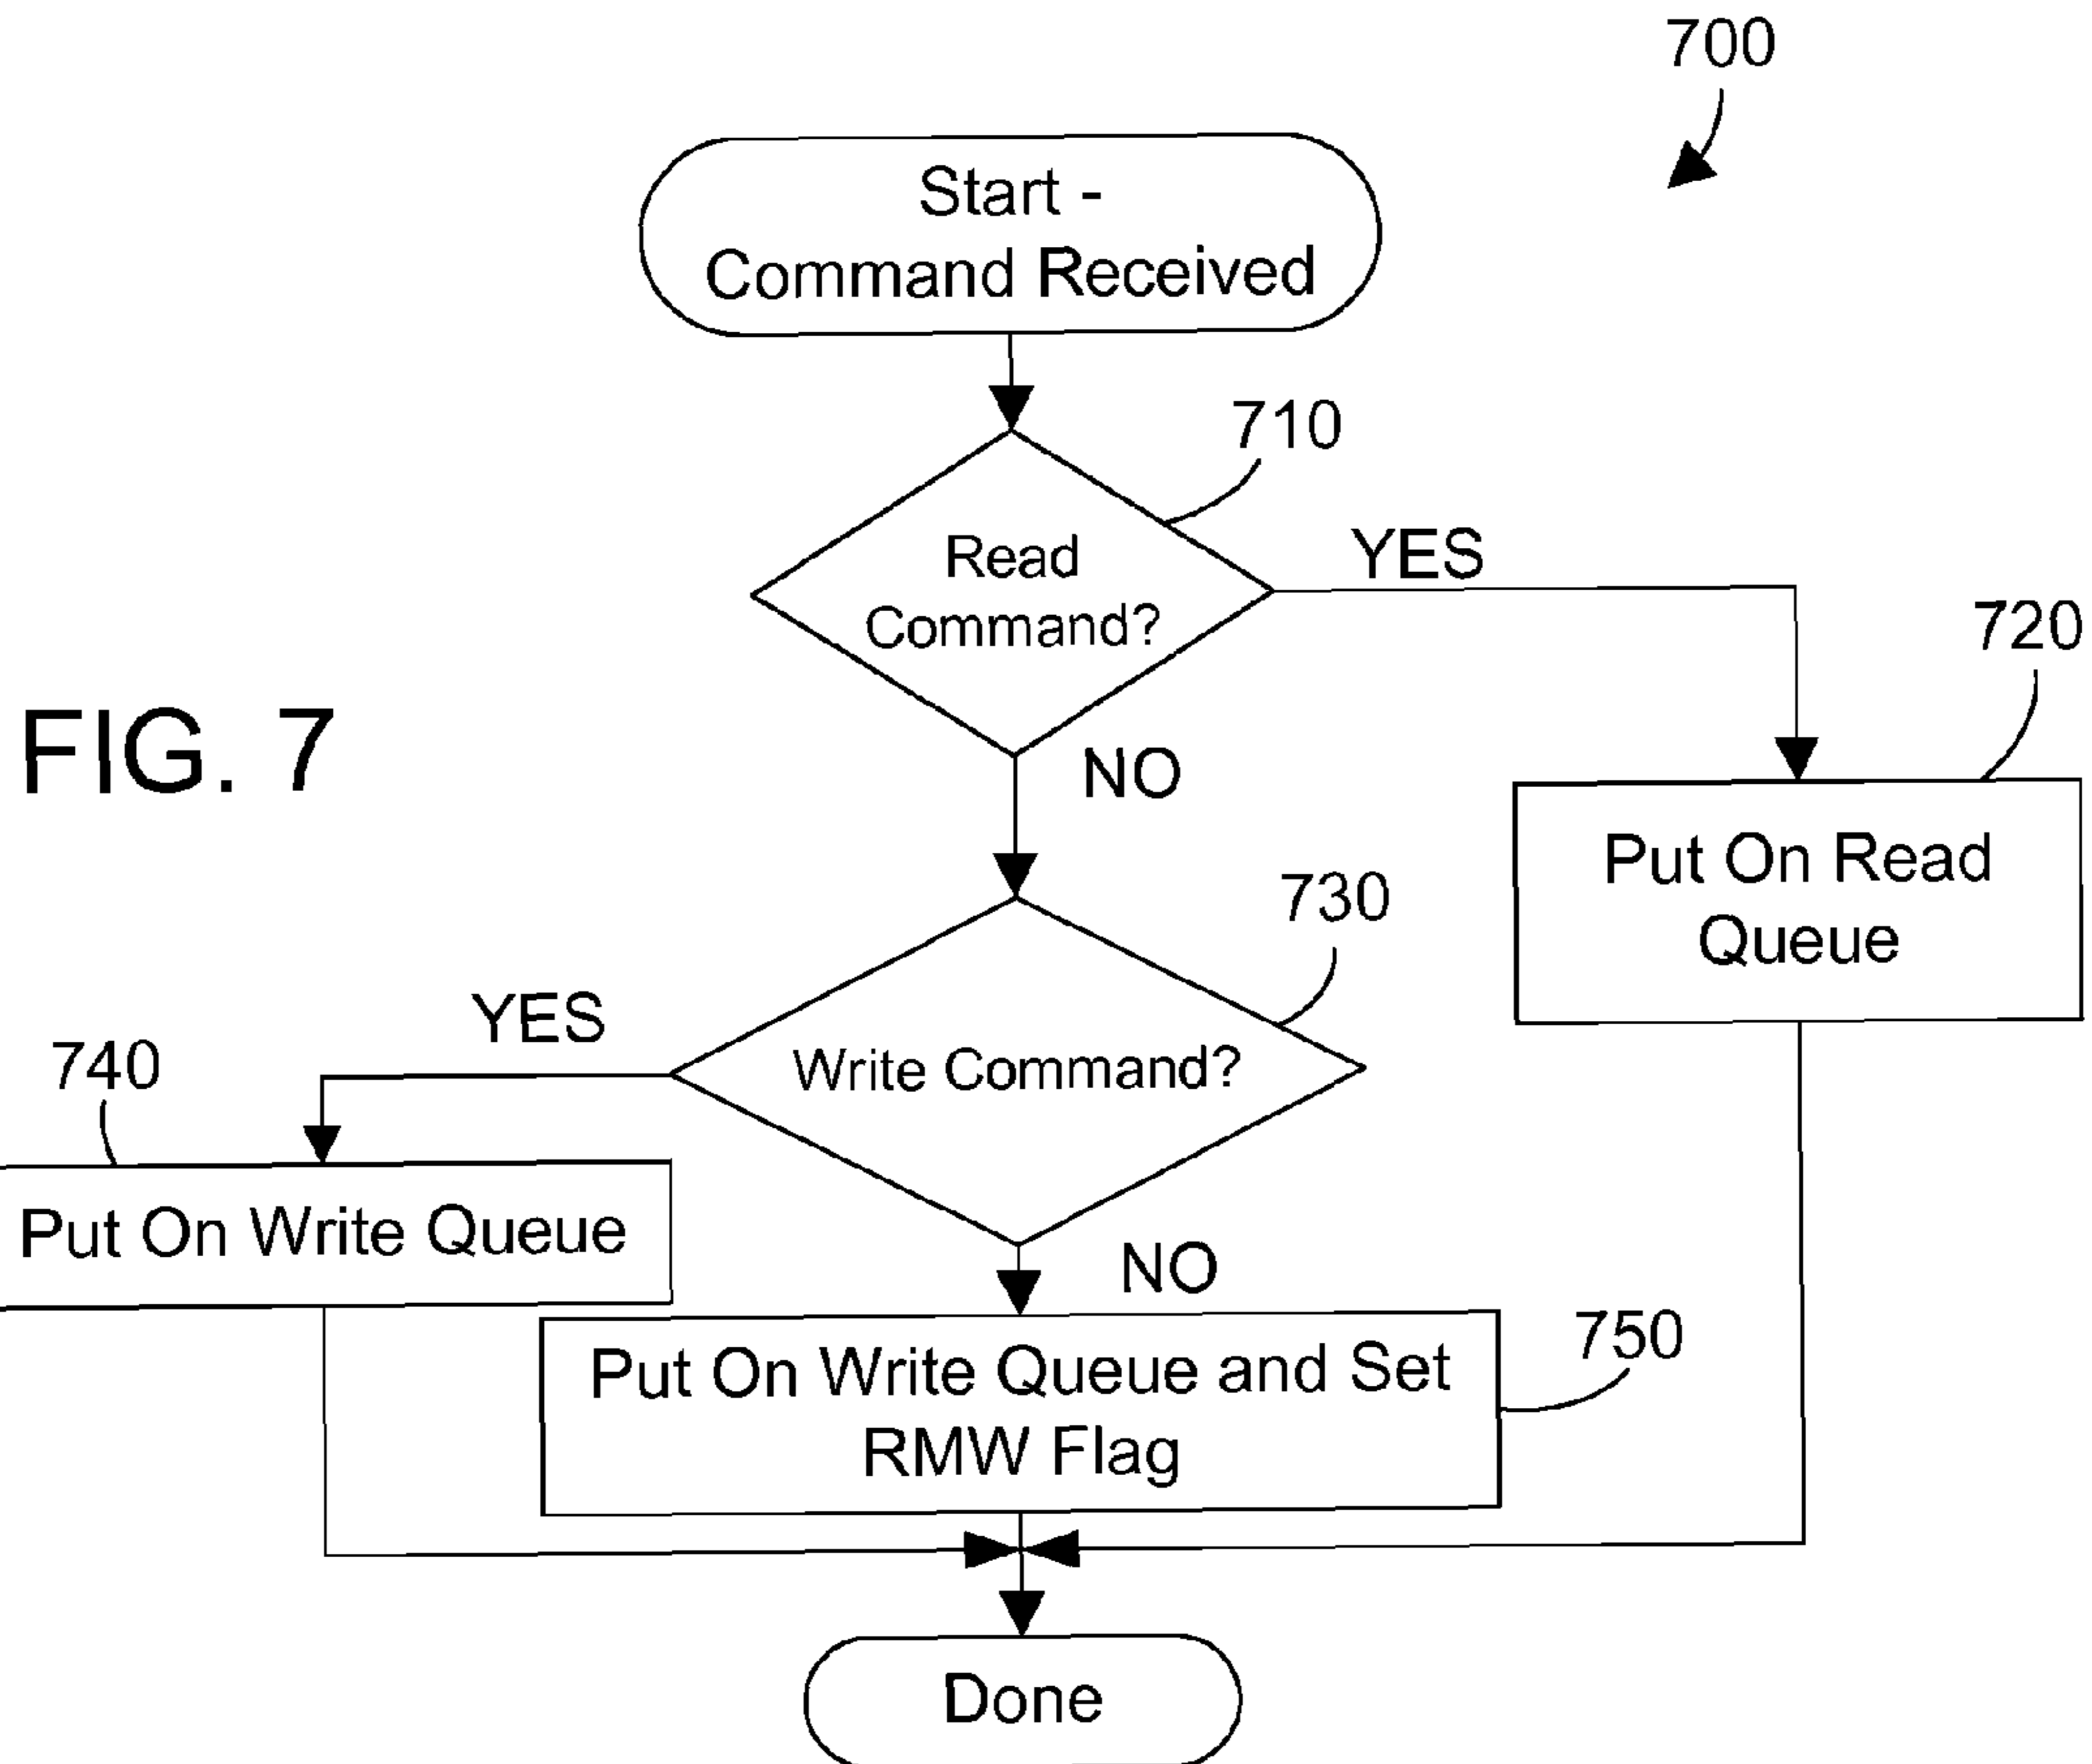 700
Start -
Command Received
710
Read
Command?
YES
720
FIG. 7
NO
Put On Read
Queue
730
YES
Write Command?
740
Put On Write Queue
NO
750
Put On Write Queue and Set
RMW Flag
Done